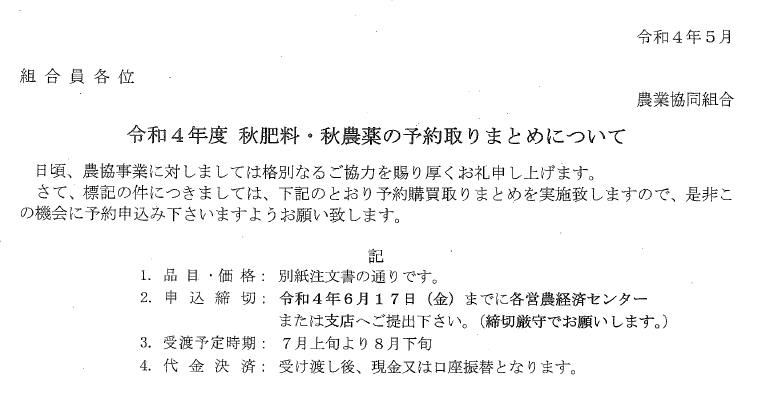 令和４年５月
組合員各位
農業協同組合
令和４年度 秋肥料・秋農薬の予約取りまとめについて
日頃、農協事業に対しましては格別なるご協力を賜り厚くお礼申し上げます。
さて、標記の件につきましては、下記のとおり予約購買取りまとめを実施致しますので、是非こ
の機会に予約申込み下さいますようお願い致します。
記
1. 品目・価格： 別紙注文書の通りです。
2. 申込締切： 令和４年６月１７日（金）までに各営農経済センター
または支店へご提出下さい。（締切厳守でお願いします。）
3. 受渡予定時期： ７月上旬より８月下旬
4. 代金決済： 受け渡し後、現金又は口座振替となります。